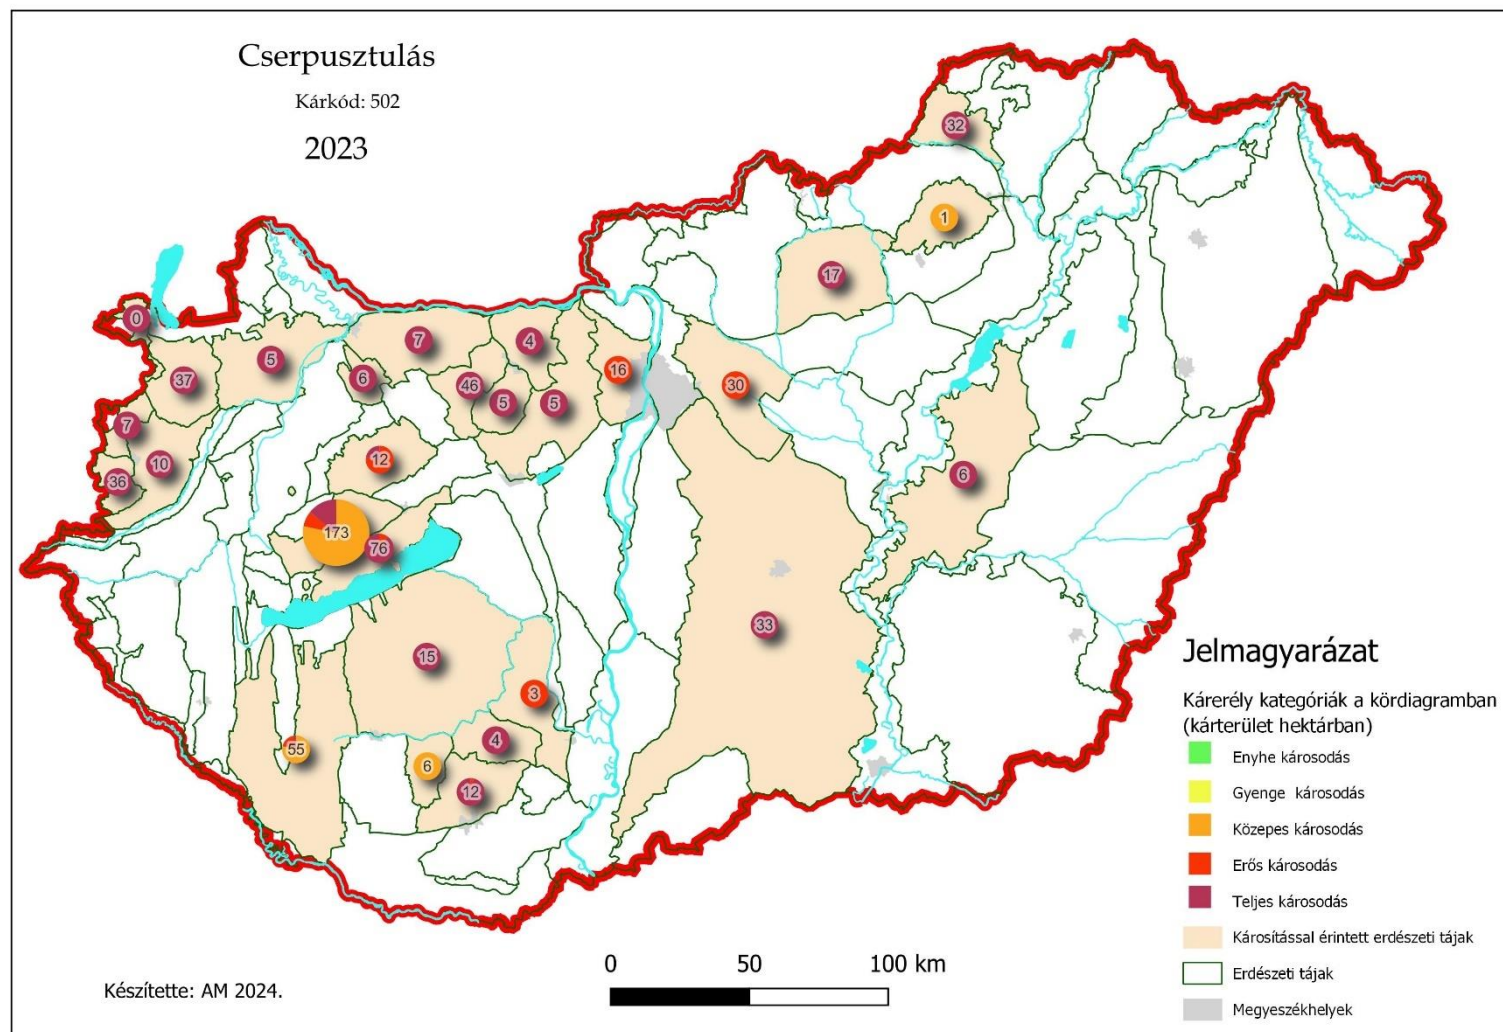 Cserpusztulás
Kárkód: 502
2023
32
1
17
0
5
7
4
37
6
46
5
5
16
30
7
10
36
12
173
76
6
33
15
3
55
6
4
12
Jelmagyarázat
Kárerély kategóriák a kördiagramban
(kárterület hektárban)
Enyhe károsodás
Gyenge károsodás
Közepes károsodás
Erős károsodás
Teljes károsodás
Károsítással érintett erdészeti tájak
Erdészeti tájak
Megyeszékhelyek
0 50 100 km
Készítette: AM 2024.